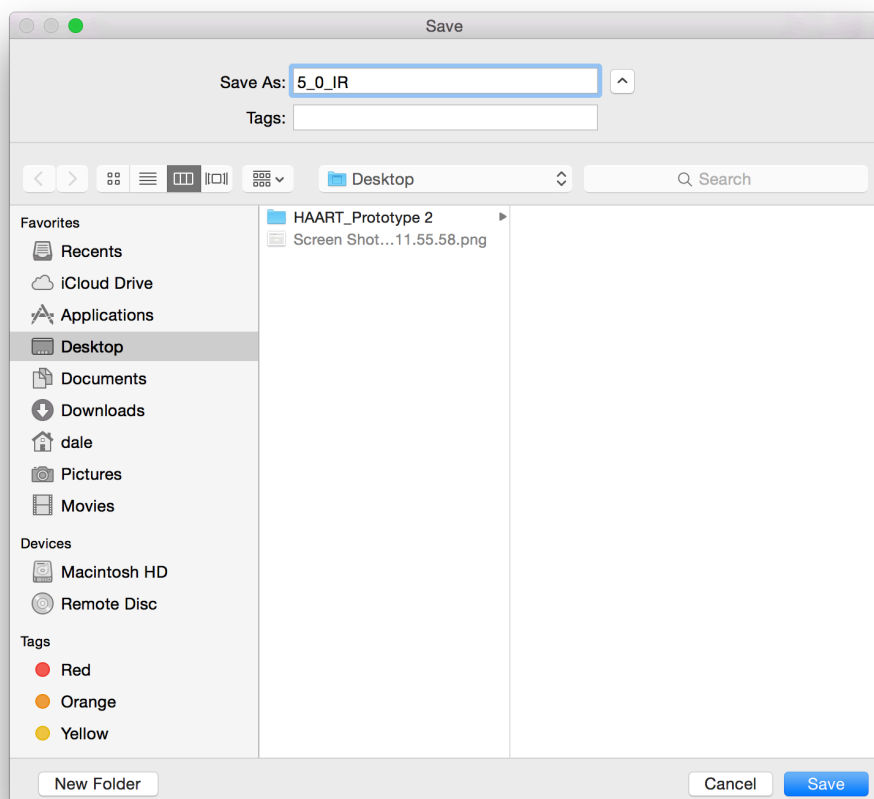 Save
Save As: 5_0_IR
Tags:
Desktop
Search
Favorites
Recents
iCloud Drive
Applications
Desktop
Documents
Downloads
dale
Pictures
Movies
Devices
Macintosh HD
Remote Disc
Tags
Red
Orange
Yellow
HAART_Prototype 2
Screen Shot...11.55.58.png
New Folder
Cancel
Save